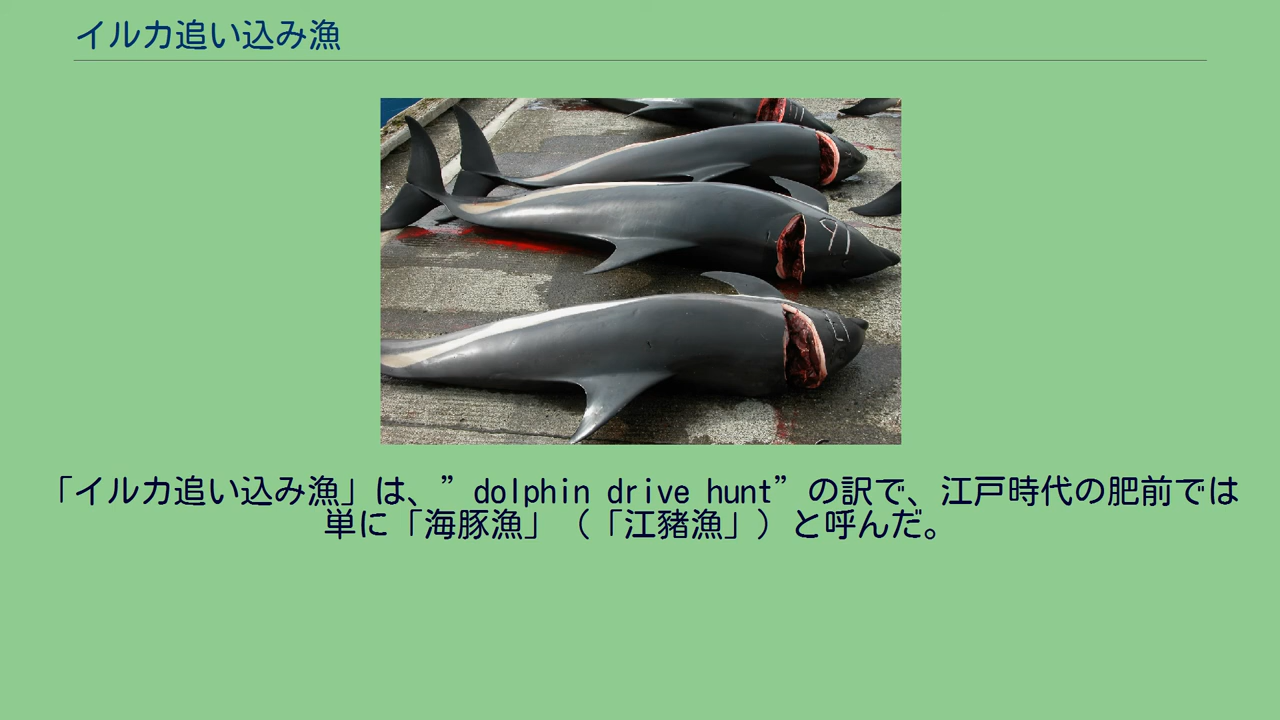 イルカ追い込み漁
「イルカ追い込み漁」は、”dolphin drive hunt”の訳で、江戸時代の肥前では
単に「海豚漁」（「江豬漁」）と呼んだ。